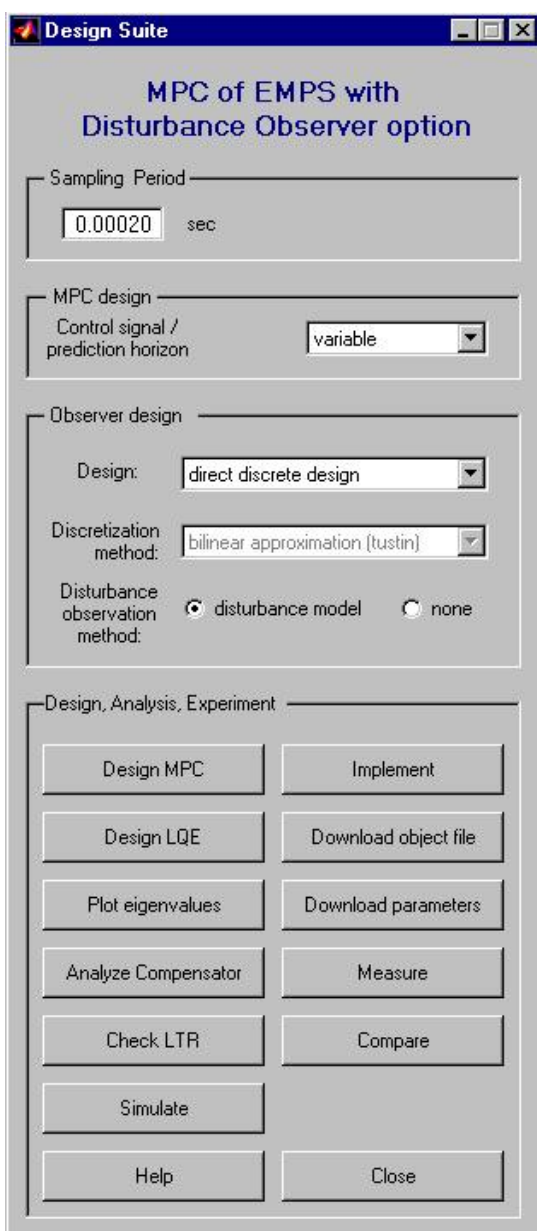 Design Suite
MPC of EMPS with
Disturbance Observer option
Sampling Period
0.00020 sec
MPC design
Control signal /
prediction horizon
variable
Observer design
Design:
direct discrete design
Discretization
method:
bilinear approximation (tustin)
Disturbance
observation
method:
disturbance model
none
Design, Analysis, Experiment
Design MPC
Implement
Design LQE
Download object file
Plot eigenvalues
Download parameters
Analyze Compensator
Measure
Check LTR
Compare
Simulate
Help
Close